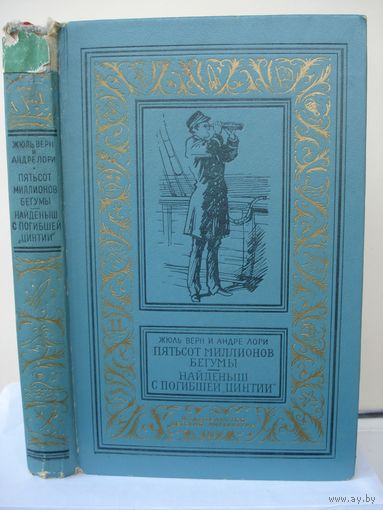 ЖЮЛЬ ВЕРН
И
АНДРЕ ЛОРИ
ПЯТЬСОТ
МИЛЛИОНОВ
БЕГУМЫ
НАЙДЕНЫШ
С ПОГИБШЕЙ
„ЦИНТИИ"
ЖЮЛЬ ВЕРН И АНДРЕ ЛОРИ
ПЯТЬСОТ МИЛЛИОНОВ
БЕГУМЫ
НАЙДЕНЫШ
С ПОГИБШЕЙ „ЦИНТИИ"
www.ay.by